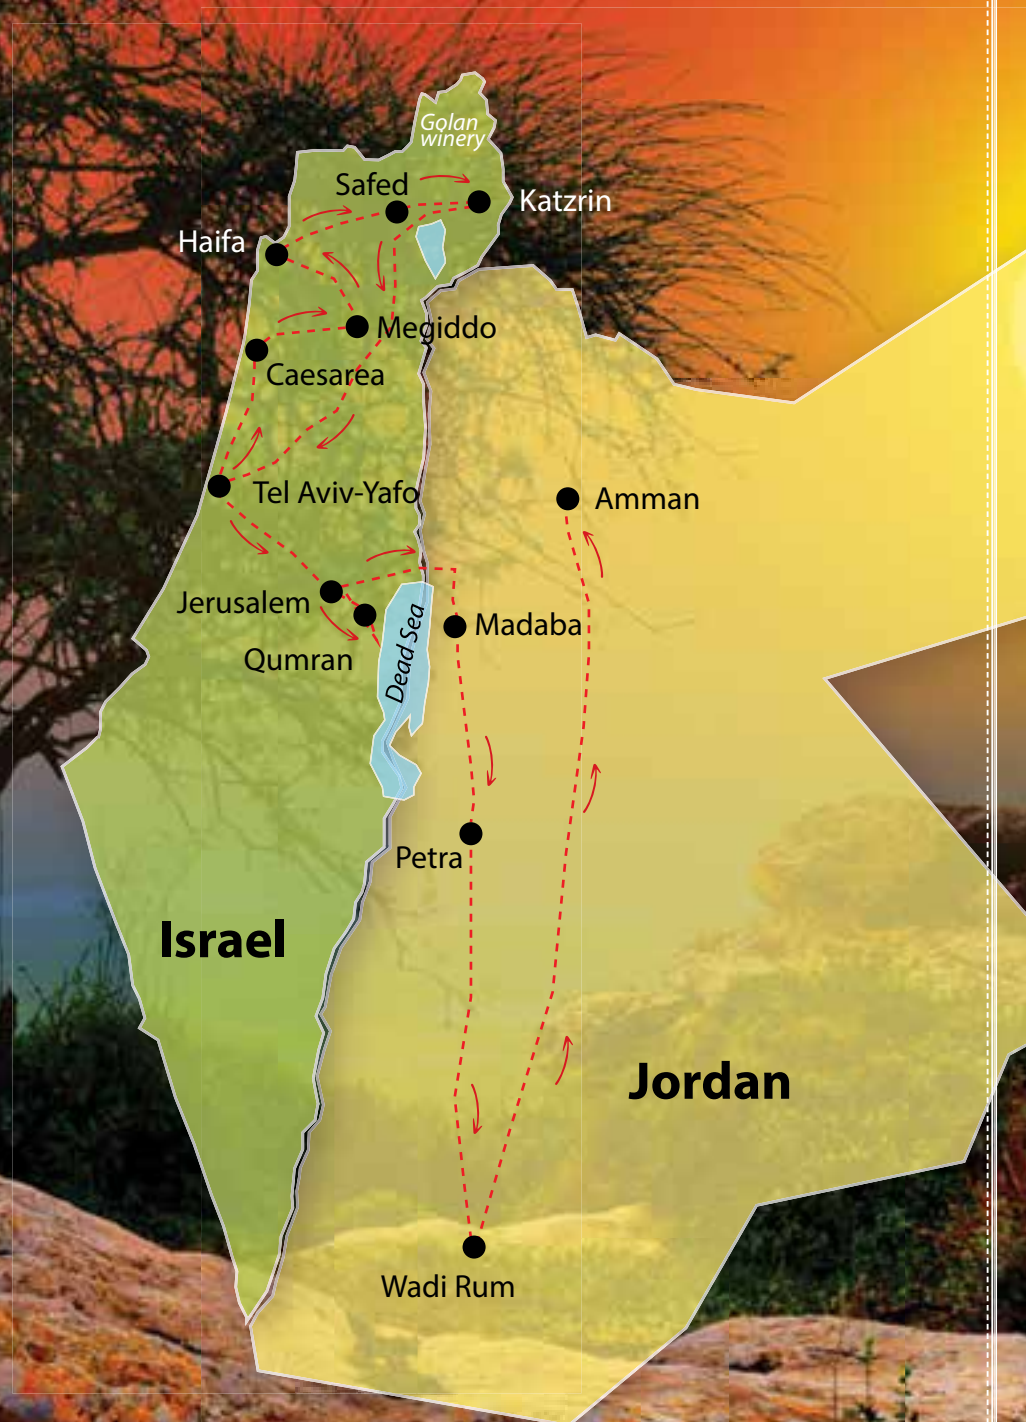 Golan
winery
Safed
Katzrin
Haifa
Megiddo
Caesarea
Tel Aviv-Yafo
Amman
Jerusalem
Madaba
Qumran
Dead Sea
Petra
Israel
Jordan
Wadi Rum